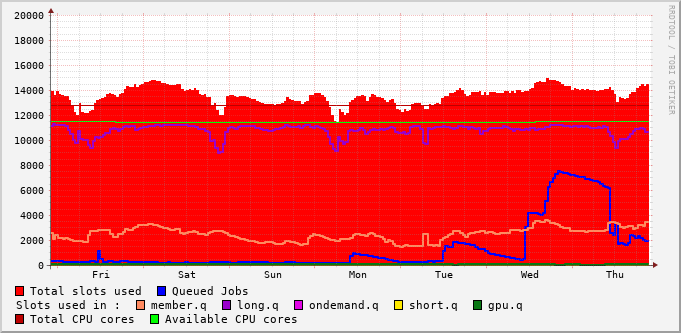 20000
18000
16000
14000
12000
10000
8000
6000
4000
2000
0
Fri Sat Sun Mon Tue Wed Thu
Total slots used Queued Jobs
Slots used in : member.q long.q ondemand.q short.q gpu.q
Total CPU cores Available CPU cores
RRDTOOL / TOBI OETIKER